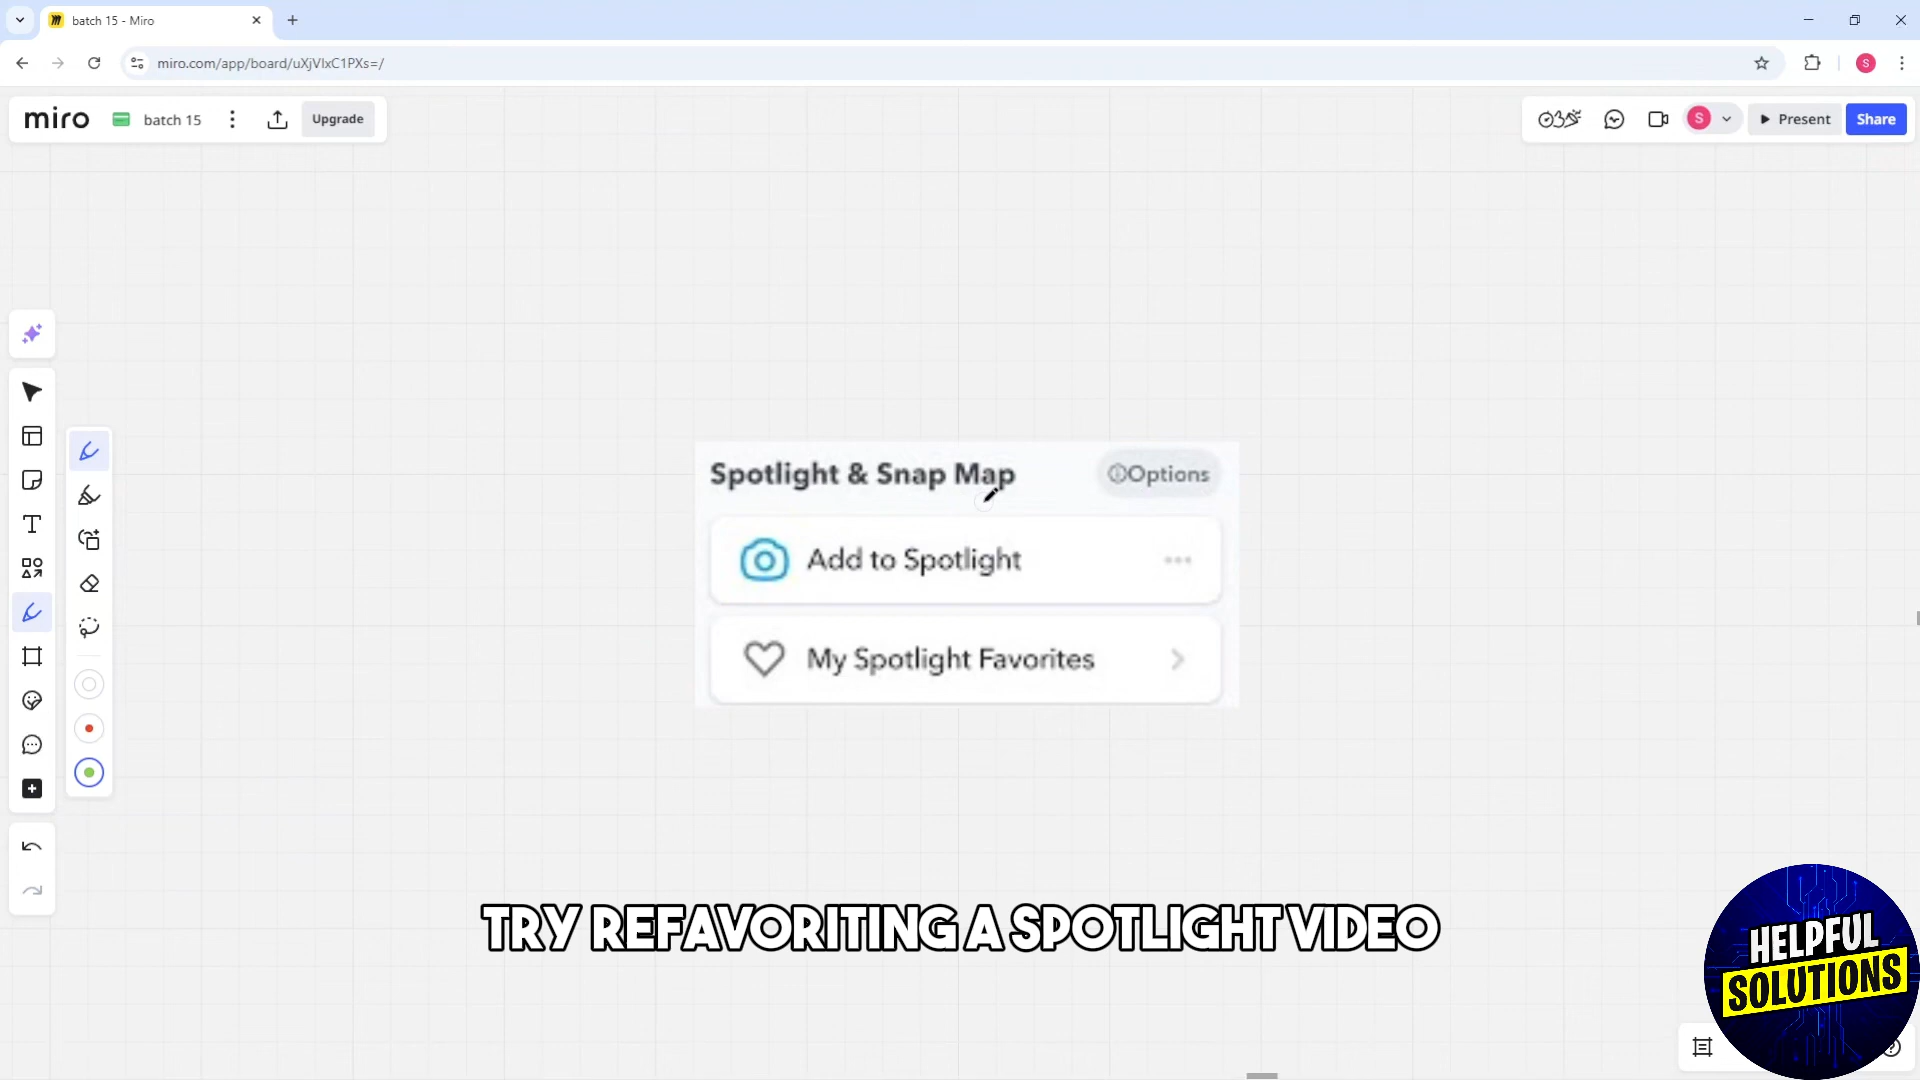 batch 15 - Miro
miro.com/app/board/uXjVIxC1PXs=/
S
miro
batch 15
Upgrade
S
Present
Share
Spotlight & Snap Map
Options
Add to Spotlight
My Spotlight Favorites
TRY REFAVORITING A SPOTLIGHT VIDEO
HELPFUL
SOLUTIONS